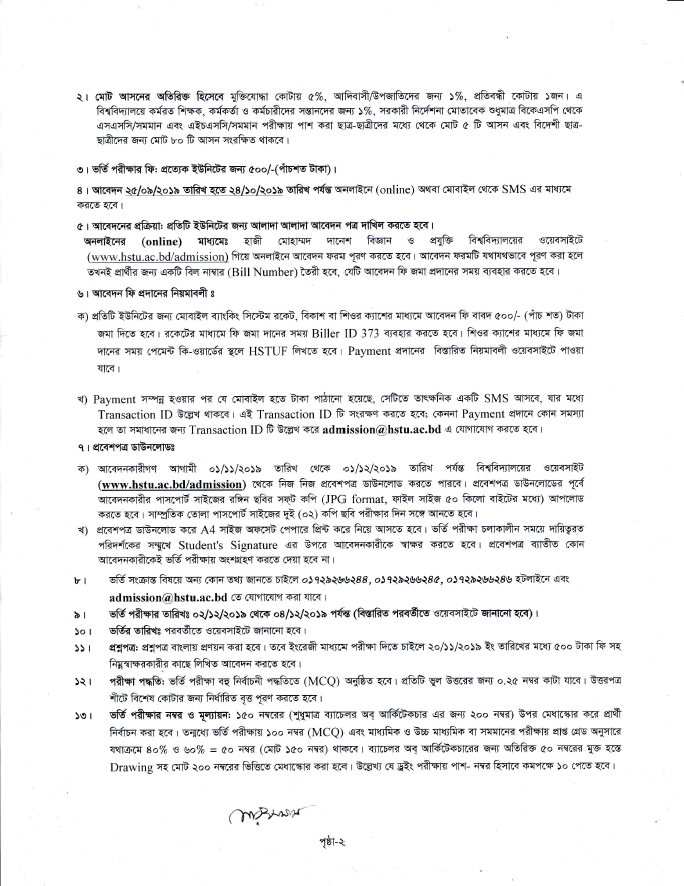 ২। মোট আসনের অতিরিক্ত হিসেবে মুক্তিযোদ্ধা কোটায় ৫%, আদিবাসী/উপজাতিদের জন্য ১%, প্রতিবন্ধী কোটায় ১জন। এ
বিশ্ববিদ্যালয়ে কর্মরত শিক্ষক, কর্মকর্তা ও কর্মচারীদের সন্তানদের জন্য ১%, সরকারী নির্দেশনা মোতাবেক শুধুমাত্র বিকেএসপি থেকে
এসএসসি/সমমান এবং এইচএসসি/সমমান পরীক্ষায় পাশ করা ছাত্র-ছাত্রীদের মধ্যে থেকে মোট ৫ টি আসন এবং বিদেশী ছাত্র-
ছাত্রীদের জন্য মোট ৮০ টি আসন সংরক্ষিত থাকবে।
৩। ভর্তি পরীক্ষার ফি: প্রত্যেক ইউনিটের জন্য ৫০০/-(পাঁচশত টাকা)।
৪। আবেদন ২৫/০৯/২০১৯ তারিখ হতে ২৪/১০/২০১৯ তারিখ পর্যন্ত অনলাইনে (online) অথবা মোবাইল থেকে SMS এর মাধ্যমে
করতে হবে।
৫। আবেদনের প্রক্রিয়া: প্রতিটি ইউনিটের জন্য আলাদা আলাদা আবেদন পত্র দাখিল করতে হবে।
অনলাইনের (online) মাধ্যমেঃ হাজী মোহাম্মদ দানেশ বিজ্ঞান ও প্রযুক্তি বিশ্ববিদ্যালয়ের ওয়েবসাইটে
(www.hstu.ac.bd/admission) গিয়ে অনলাইনে আবেদন ফরম পূরণ করতে হবে। আবেদন ফরমটি যথাযথভাবে পূরণ করা হলে
তখনই প্রার্থীর জন্য একটি বিল নাম্বার (Bill Number) তৈরী হবে, যেটি আবেদন ফি জমা প্রদানের সময় ব্যবহার করতে হবে।
৬। আবেদন ফি প্রদানের নিয়মাবলী ঃ
ক) প্রতিটি ইউনিটের জন্য মোবাইল ব্যাংকিং সিস্টেম রকেট, বিকাশ বা শিওর ক্যাশের মাধ্যমে আবেদন ফি বাবদ ৫০০/- (পাঁচ শত) টাকা
জমা দিতে হবে। রকেটের মাধ্যমে ফি জমা দানের সময় Biller ID 373 ব্যবহার করতে হবে। শিওর ক্যাশের মাধ্যমে ফি জমা
দানের সময় পেমেন্ট কি-ওয়ার্ডের স্থলে HSTUF লিখতে হবে। Payment প্রদানের বিস্তারিত নিয়মাবলী ওয়েবসাইটে পাওয়া
যাবে।
খ) Payment সম্পন্ন হওয়ার পর যে মোবাইল হতে টাকা পাঠানো হয়েছে, সেটিতে তাৎক্ষনিক একটি SMS আসবে, যার মধ্যে
Transaction ID উল্লেখ থাকবে। এই Transaction ID টি সংরক্ষণ করতে হবে; কেননা Payment প্রদানে কোন সমস্যা
হলে তা সমাধানের জন্য Transaction ID টি উল্লেখ করে admission@hstu.ac.bd এ যোগাযোগ করতে হবে।
৭। প্রবেশপত্র ডাউনলোডঃ
ক) আবেদনকারীগণ আগামী ০১/১১/২০১৯ তারিখ থেকে ০১/১২/২০১৯ তারিখ পর্যন্ত বিশ্ববিদ্যালয়ের ওয়েবসাইট
(www.hstu.ac.bd/admission) থেকে নিজ নিজ প্রবেশপত্র ডাউনলোড করতে পারবে। প্রবেশপত্র ডাউনলোডের পূর্বে
আবেদনকারীর পাসপোর্ট সাইজের রঙ্গিন ছবির সফ্ট কপি (JPG format, ফাইল সাইজ ৫০ কিলো বাইটের মধ্যে) আপলোড
করতে হবে। সাম্প্রতিক তোলা পাসপোর্ট সাইজের দুই (০২) কপি ছবি পরীক্ষার দিন সঙ্গে আনতে হবে।
খ) প্রবেশপত্র ডাউনলোড করে A4 সাইজ অফসেট পেপারে প্রিন্ট করে নিয়ে আসতে হবে। ভর্তি পরীক্ষা চলাকালীন সময়ে দায়িত্বরত
পরিদর্শকের সম্মুখে Student's Signature এর উপরে আবেদনকারীকে স্বাক্ষর করতে হবে। প্রবেশপত্র ব্যাতীত কোন
আবেদনকারীকেই ভর্তি পরীক্ষায় অংশগ্রহণ করতে দেয়া হবে না।
৮। ভর্তি সংক্রান্ত বিষয়ে অন্য কোন তথ্য জানতে চাইলে ০১৭২৯২৬৬২৪৪, ০১৭২৯২৬৬২৪৫, ০১৭২৯২৬৬২৪৬ হটলাইনে এবং
admission@hstu.ac.bd তে যোগাযোগ করা যাবে।
৯। ভর্তি পরীক্ষার তারিখঃ ০২/১২/২০১৯ থেকে ০৪/১২/২০১৯ পর্যন্ত (বিস্তারিত পরবর্তীতে ওয়েবসাইটে জানানো হবে)।
১০। ভর্তির তারিখঃ পরবর্তীতে ওয়েবসাইটে জানানো হবে।
১১। প্রশ্নপত্র: প্রশ্নপত্র বাংলায় প্রণয়ন করা হবে। তবে ইংরেজী মাধ্যমে পরীক্ষা দিতে চাইলে ২০/১১/২০১৯ ইং তারিখের মধ্যে ৫০০ টাকা ফি সহ
নিম্নস্বাক্ষরকারীর কাছে লিখিত আবেদন করতে হবে।
১২। পরীক্ষা পদ্ধতি: ভর্তি পরীক্ষা বহু নির্বাচনী পদ্ধতিতে (MCQ) অনুষ্ঠিত হবে। প্রতিটি ভুল উত্তরের জন্য ০.২৫ নম্বর কাটা যাবে। উত্তরপত্র
শীটে বিশেষ কোটার জন্য নির্ধারিত বৃত্ত পূরণ করতে হবে।
১৩। ভর্তি পরীক্ষার নম্বর ও মূল্যায়ন: ১৫০ নম্বরের (শুধুমাত্র ব্যাচেলর অব্ আর্কিটেকচার এর জন্য ২০০ নম্বর) উপর মেধাস্কোর করে প্রার্থী
নির্বাচন করা হবে। তন্মধ্যে ভর্তি পরীক্ষায় ১০০ নম্বর (MCQ) এবং মাধ্যমিক ও উচ্চ মাধ্যমিক বা সমমানের পরীক্ষায় প্রাপ্ত গ্রেড অনুসারে
যথাক্রমে ৪০% ও ৬০% = ৫০ নম্বর (মোট ১৫০ নম্বর) থাকবে। ব্যাচেলর অব্ আর্কিটেকচারের জন্য অতিরিক্ত ৫০ নম্বরের মুক্ত হস্তে
Drawing সহ মোট ২০০ নম্বরের ভিত্তিতে মেধাস্কোর করা হবে। উল্লেখ্য যে ড্রইং পরীক্ষায় পাশ- নম্বর হিসাবে কমপক্ষে ১০ পেতে হবে।
পৃষ্ঠা-২